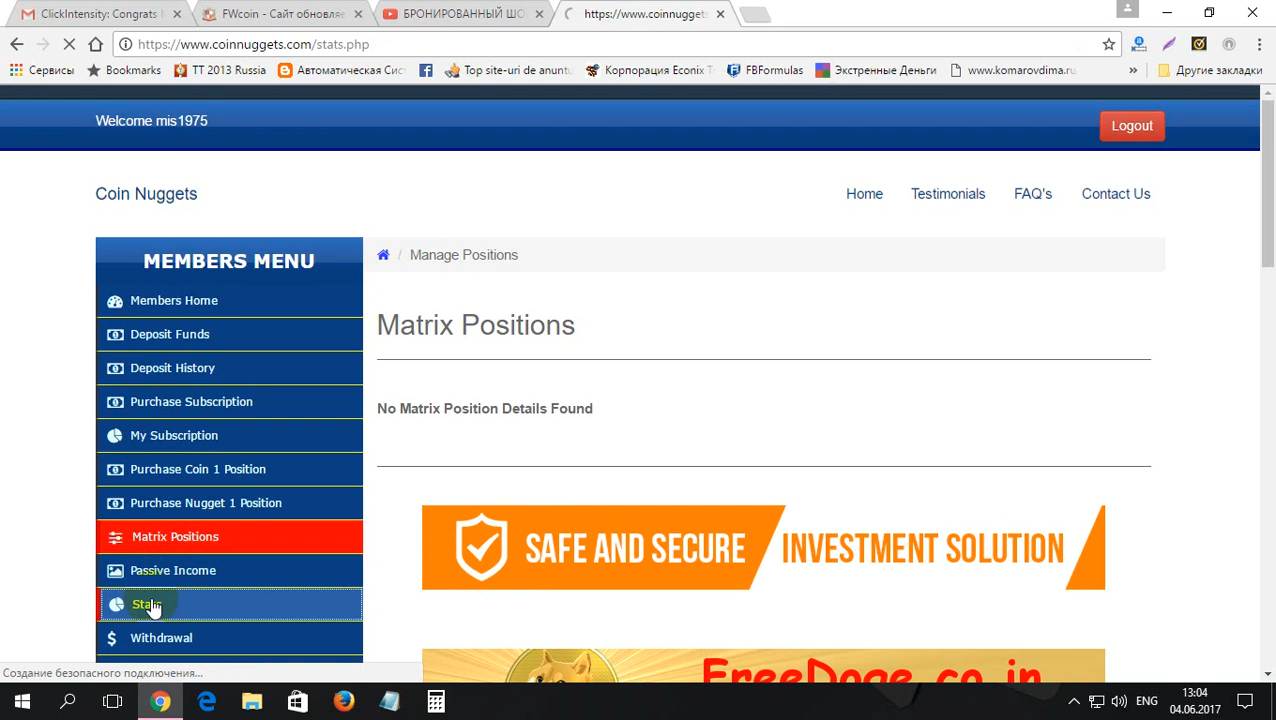 ClickIntensity: Congrats
FWcoin - Сайт обновляе
БРОНИРОВАННЫЙ ШО
https://www.coinnuggets
https://www.coinnuggets.com/stats.php
Сервисы
Bookmarks
TT 2013 Russia
Автоматическая Сис
Top site-uri de anuntu
Корпорация Econix T
FBFormulas
Экстренные Деньги
www.komarovdima.ru
»
Другие закладки
Welcome mis1975
Logout
Coin Nuggets
Home
Testimonials
FAQ's
Contact Us
MEMBERS MENU
Members Home
Deposit Funds
Deposit History
Purchase Subscription
My Subscription
Purchase Coin 1 Position
Purchase Nugget 1 Position
Matrix Positions
Passive Income
Withdrawal
/ Manage Positions
Matrix Positions
No Matrix Position Details Found
SAFE AND SECURE INVESTMENT SOLUTION
FreeDoge.co.in
Создание безопасного подключения...
ENG
13:04
04.06.2017